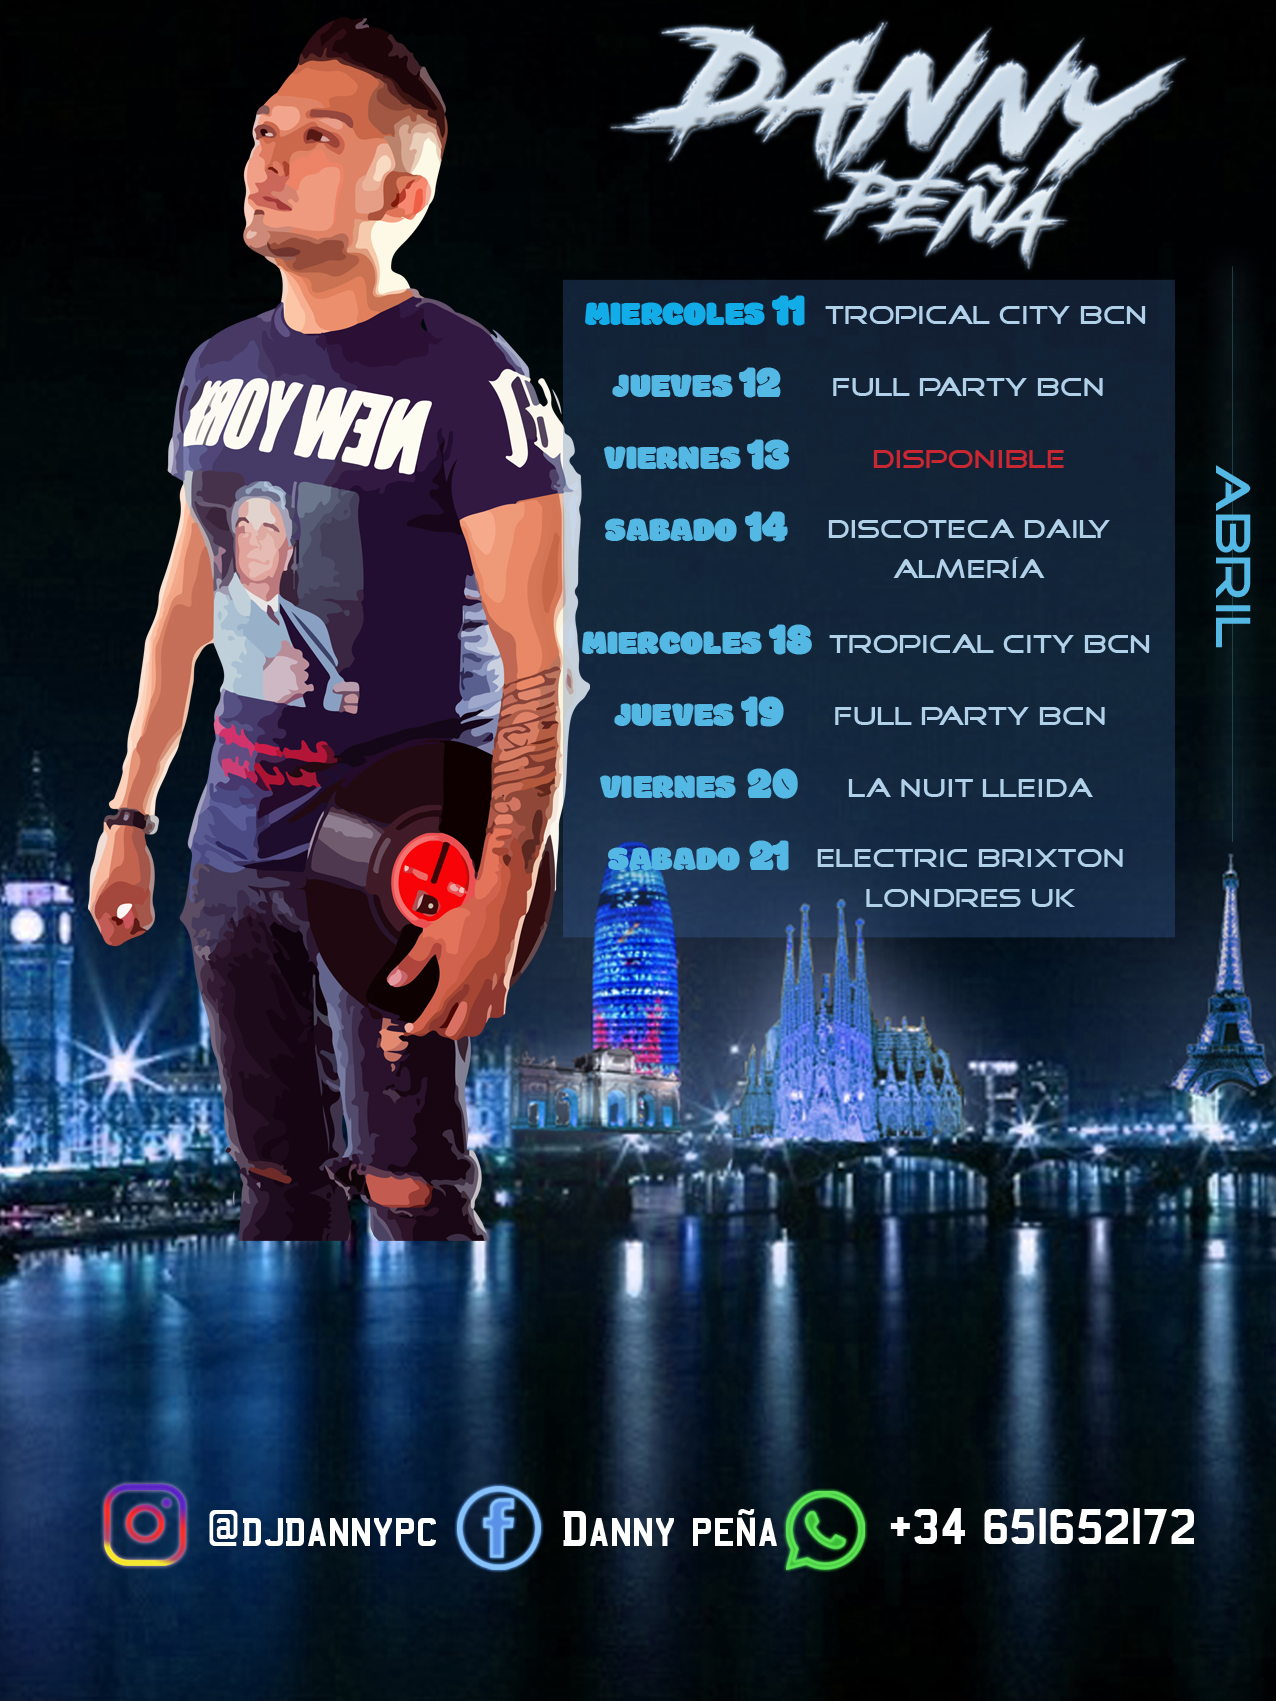 DANNY
PEÑA
MIERCOLES 11 TROPICAL CITY BCN
JUEVES 12 FULL PARTY BCN
VIERNES 13 DISPONIBLE
SABADO 14 DISCOTECA DAILY
ALMERÍA
MIERCOLES 18 TROPICAL CITY BCN
JUEVES 19 FULL PARTY BCN
VIERNES 20 LA NUIT LLEIDA
SABADO 21 ELECTRIC BRIXTON
LONDRES UK
ABRIL
NEW YORK
@DJDANNYPC
DANNY PEÑA
+34 651652172